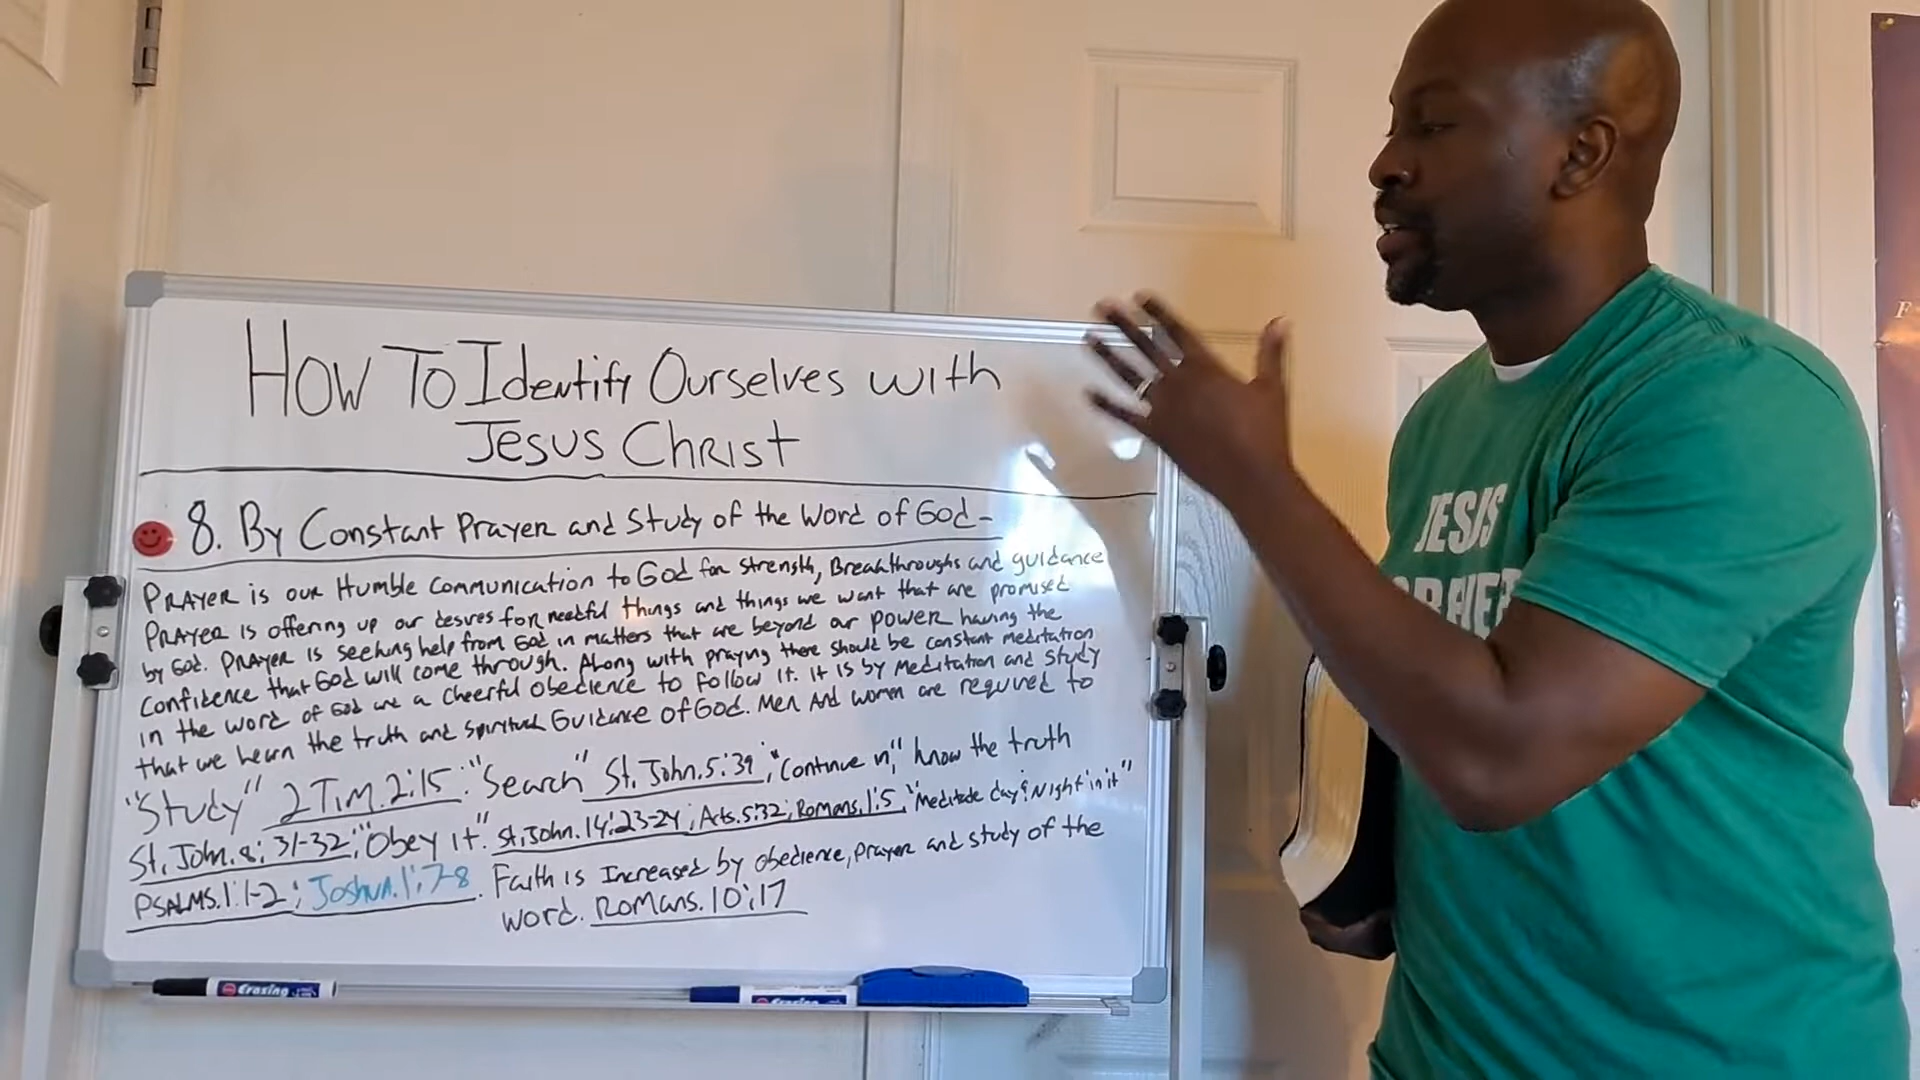 HOW TO Identify Ourselves with
Jesus Christ
8. By Constant Prayer and Study of the Word of God-
PRAYER is our Humble Communication to God for strength, Breakthroughs and guidance
PRAYER is offering up our desires for needful things and things we want that are promised
by God. PRAYER is seeking help from God in matters that are beyond our power having the
Confidence that God will come through. Along with praying there should be constant meditation
in the word of God and a cheerful obedience to follow it. it is by meditation and study
that we learn the truth and spiritual Guidance of God. Men And women are required to
"Study" 2 Tim. 2:15: "Search" St. John. 5:39; "Continue in," know the truth
St. John. 8: 31-32; "Obey it". St. John. 14:23-24; Acts. 5:32; Romans. 1:5, "Meditate day & Night in it"
PSALMS. 1:1-2; Joshua. 1:7-8. Faith is Increased by obedience, prayer and study of the
word. Romans. 10:17
JESUS
FOREVER
Erasing